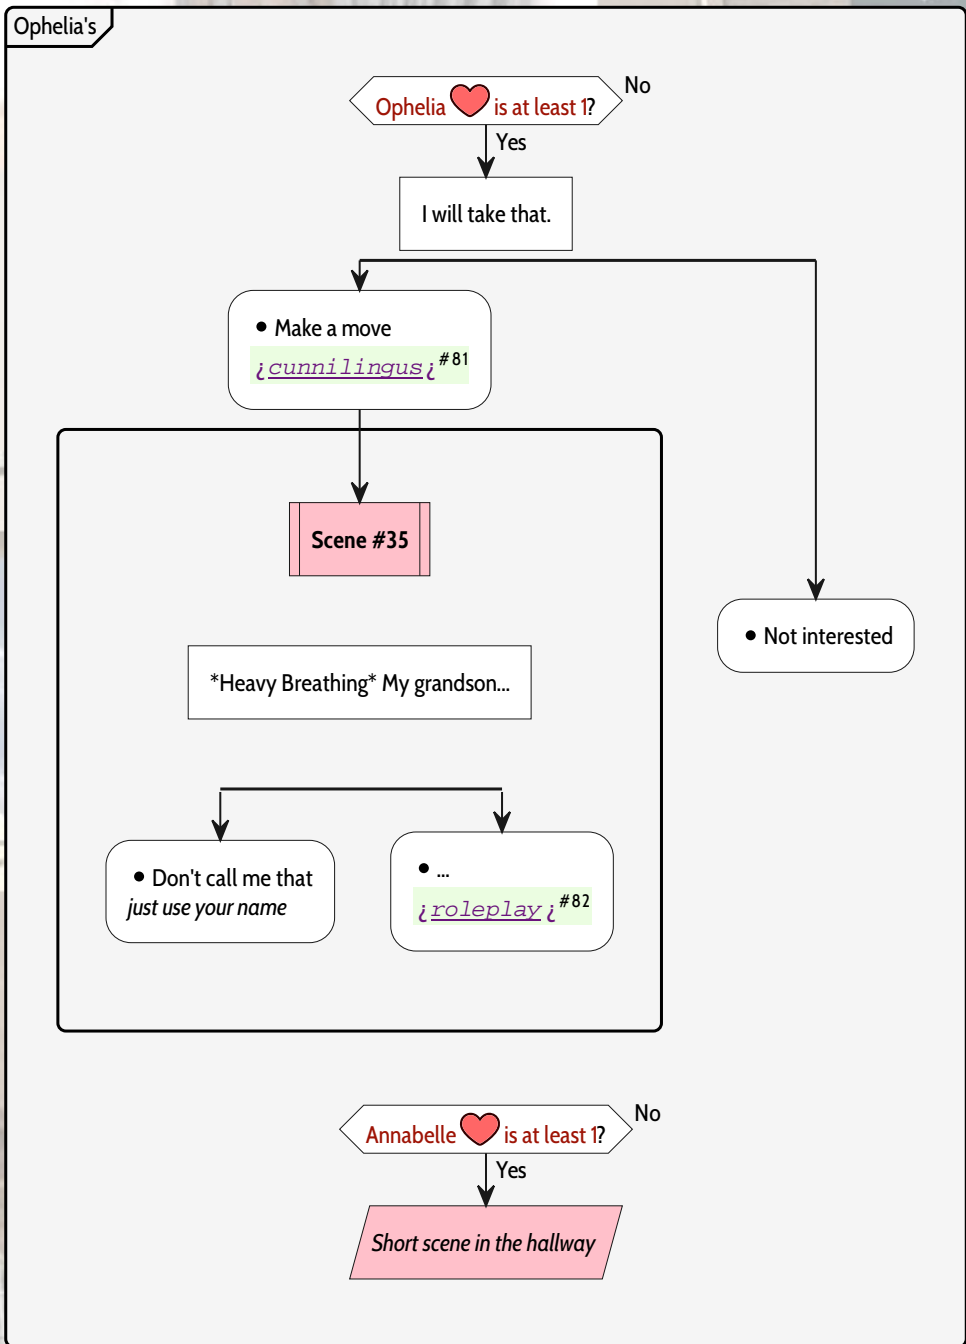 Ophelia's
Ophelia is at least 1?
No
Yes
I will take that.
● Make a move
¿cunnilingus¿#81
Scene #35
● Not interested
*Heavy Breathing* My grandson...
● Don't call me that
just use your name
● ...
¿roleplay¿#82
Annabelle is at least 1?
No
Yes
Short scene in the hallway